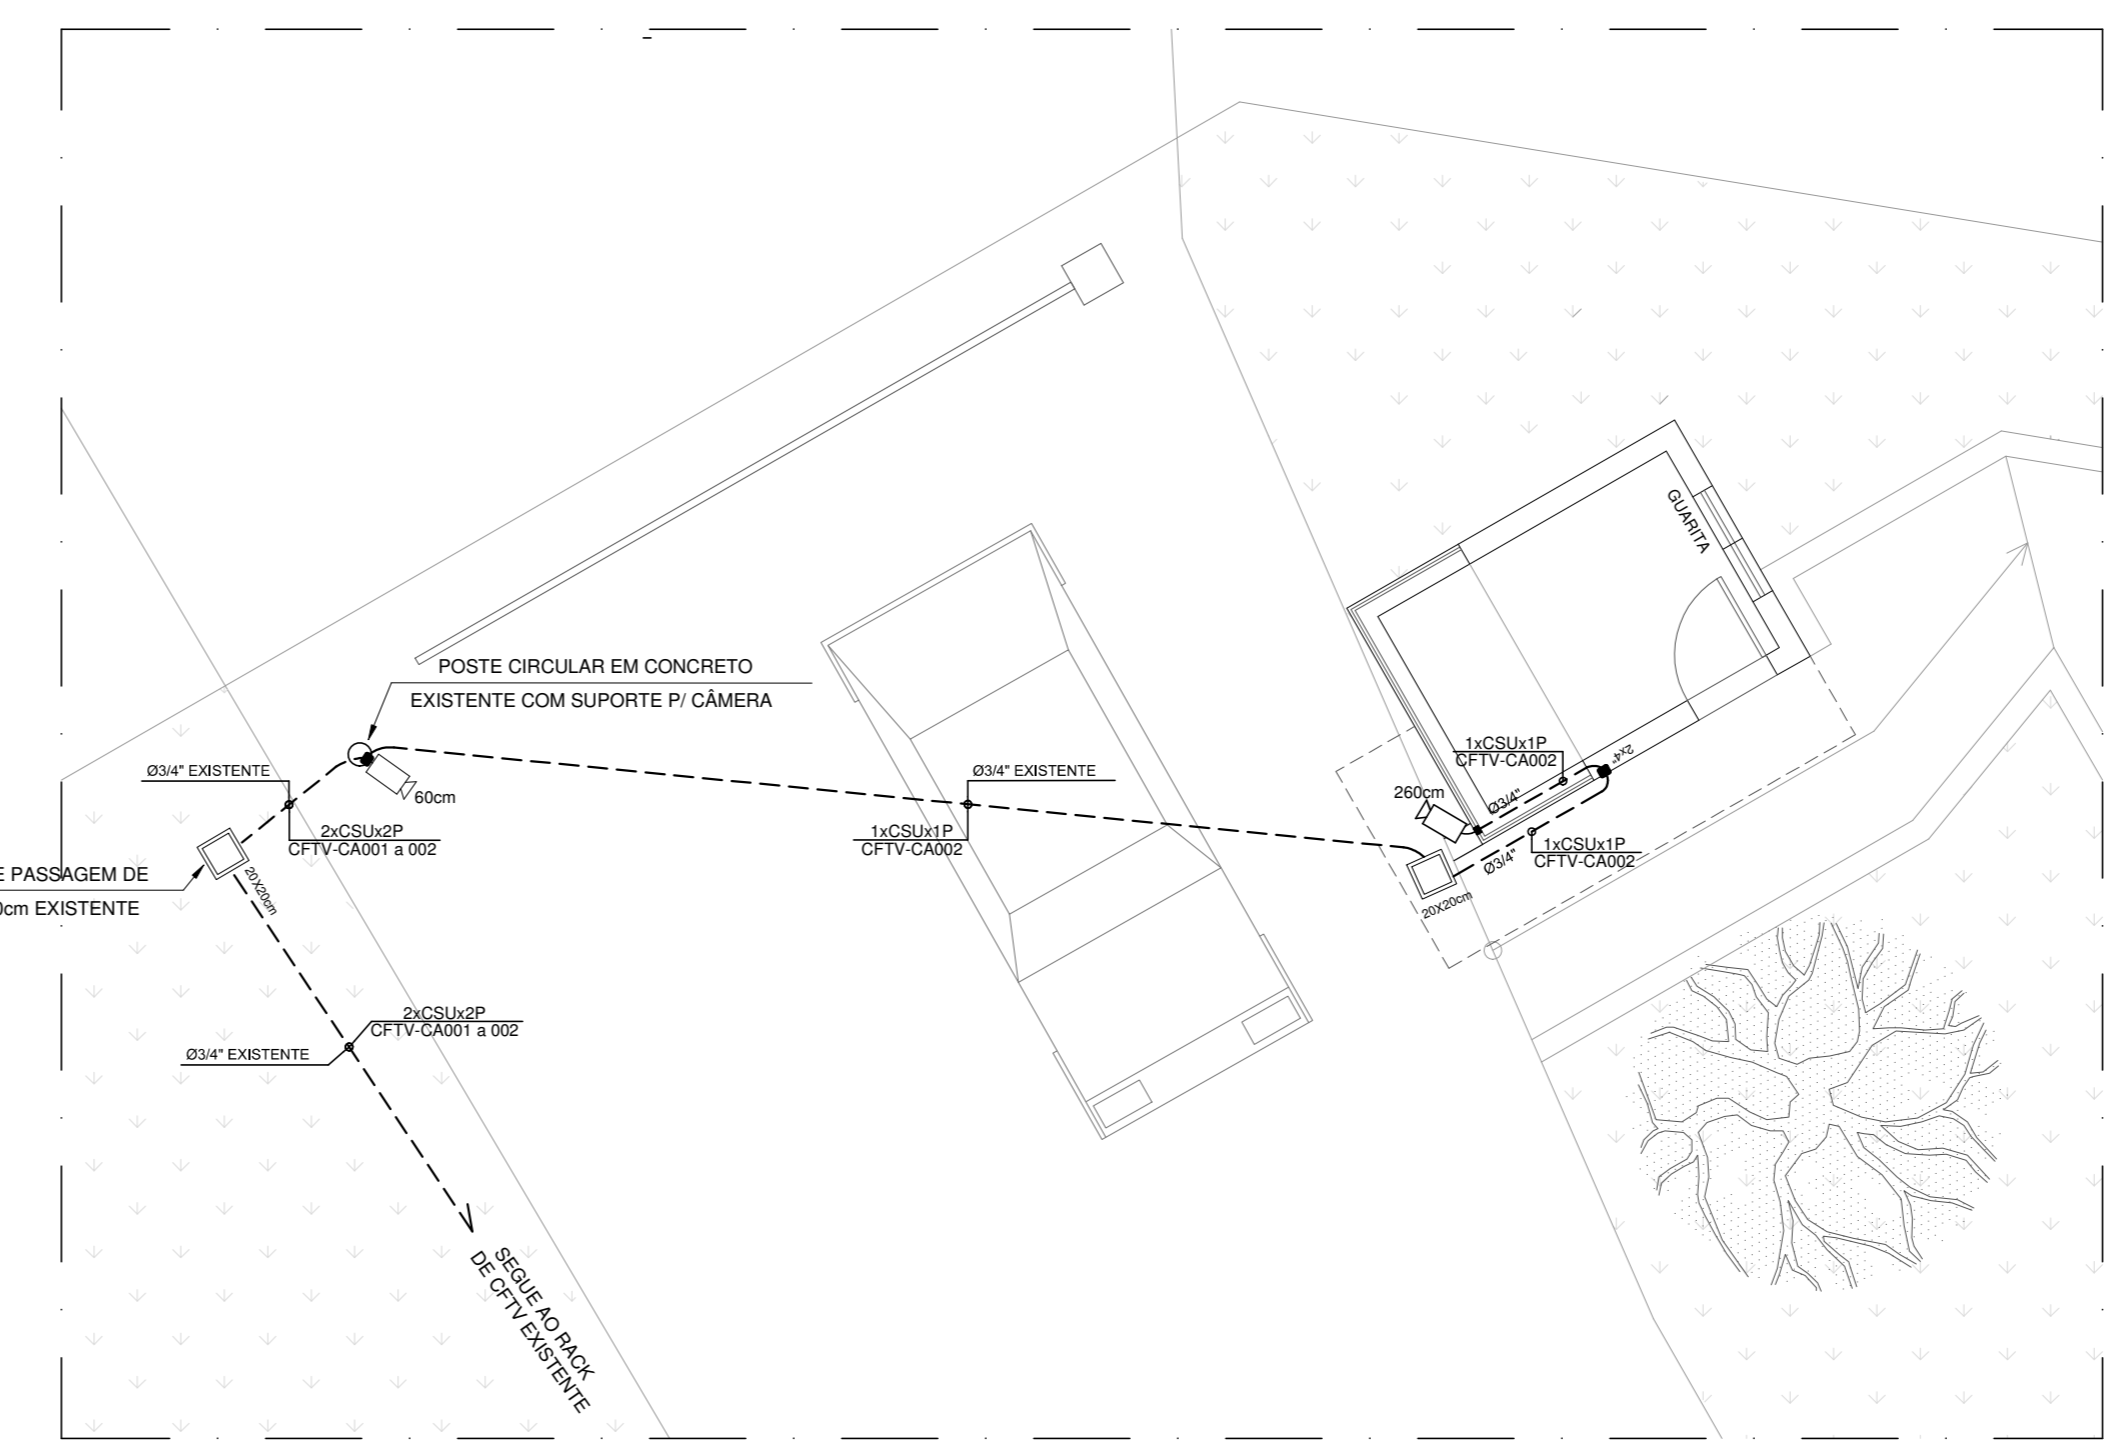 GUARITA
POSTE CIRCULAR EM CONCRETO
EXISTENTE COM SUPORTE P/ CÂMERA
Ø3/4" EXISTENTE
60cm
2xCSUx2P
CFTV-CA001 a 002
Ø3/4" EXISTENTE
1xCSUx1P
CFTV-CA002
1xCSUx1P
CFTV-CA002
2x4"
260cm
Ø3/4"
1xCSUx1P
CFTV-CA002
Ø3/4"
20X20cm
E PASSAGEM DE
0cm EXISTENTE
20X20cm
2xCSUx2P
CFTV-CA001 a 002
Ø3/4" EXISTENTE
SEGUE AO RACK
DE CFTV EXISTENTE